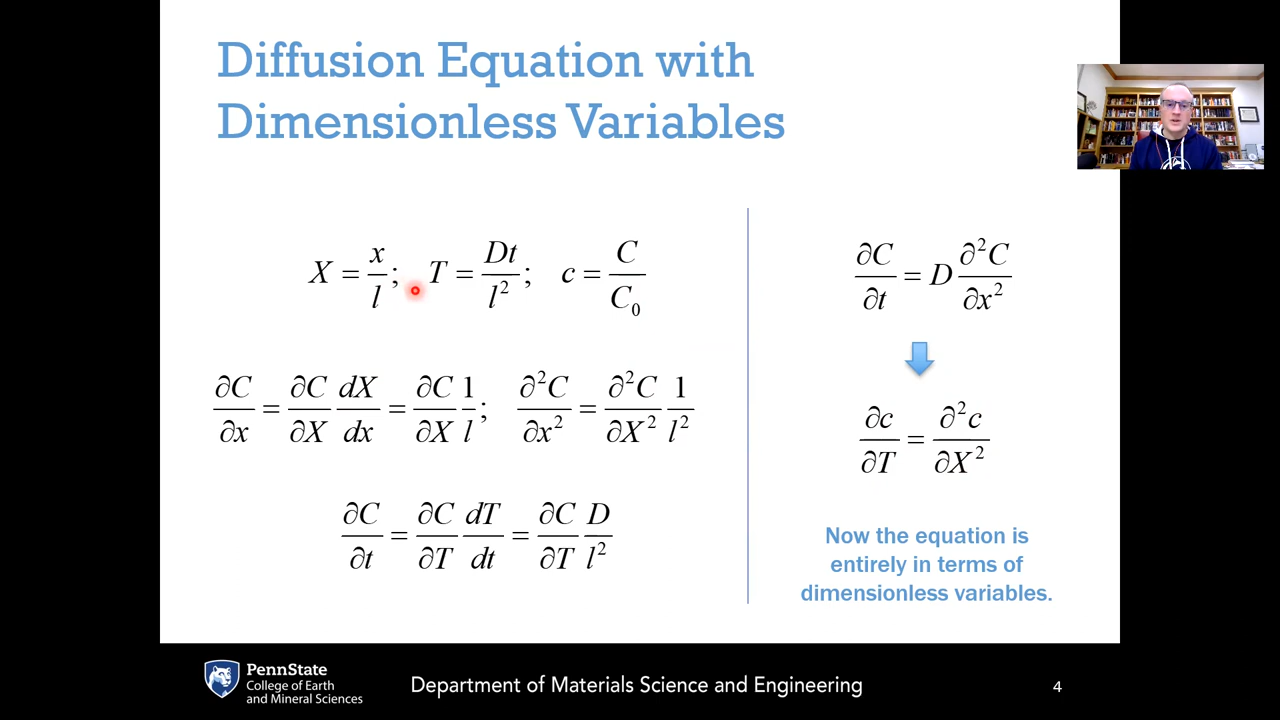 Diffusion Equation with
Dimensionless Variables
X = x/l; T = Dt/l²; c = C/C₀
∂C/∂x = ∂C/∂X dX/dx = ∂C/∂X 1/l; ∂²C/∂x² = ∂²C/∂X² 1/l²
∂C/∂t = ∂C/∂T dT/dt = ∂C/∂T D/l²
∂C/∂t = D ∂²C/∂x²
∂c/∂T = ∂²c/∂X²
Now the equation is
entirely in terms of
dimensionless variables.
PennState
College of Earth
and Mineral Sciences
Department of Materials Science and Engineering
4